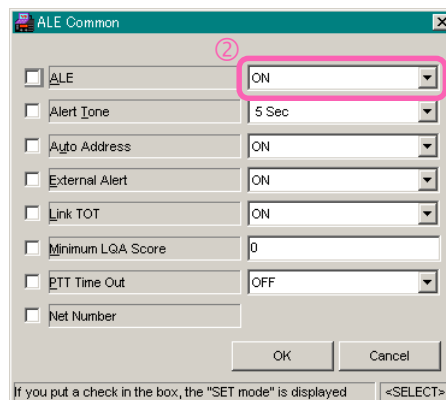 ALE Common
②
ALE ON
Alert Tone 5 Sec
Auto Address ON
External Alert ON
Link TOT ON
Minimum LQA Score 0
PTT Time Out OFF
Net Number
OK Cancel
If you put a check in the box, the "SET mode" is displayed <SELECT>